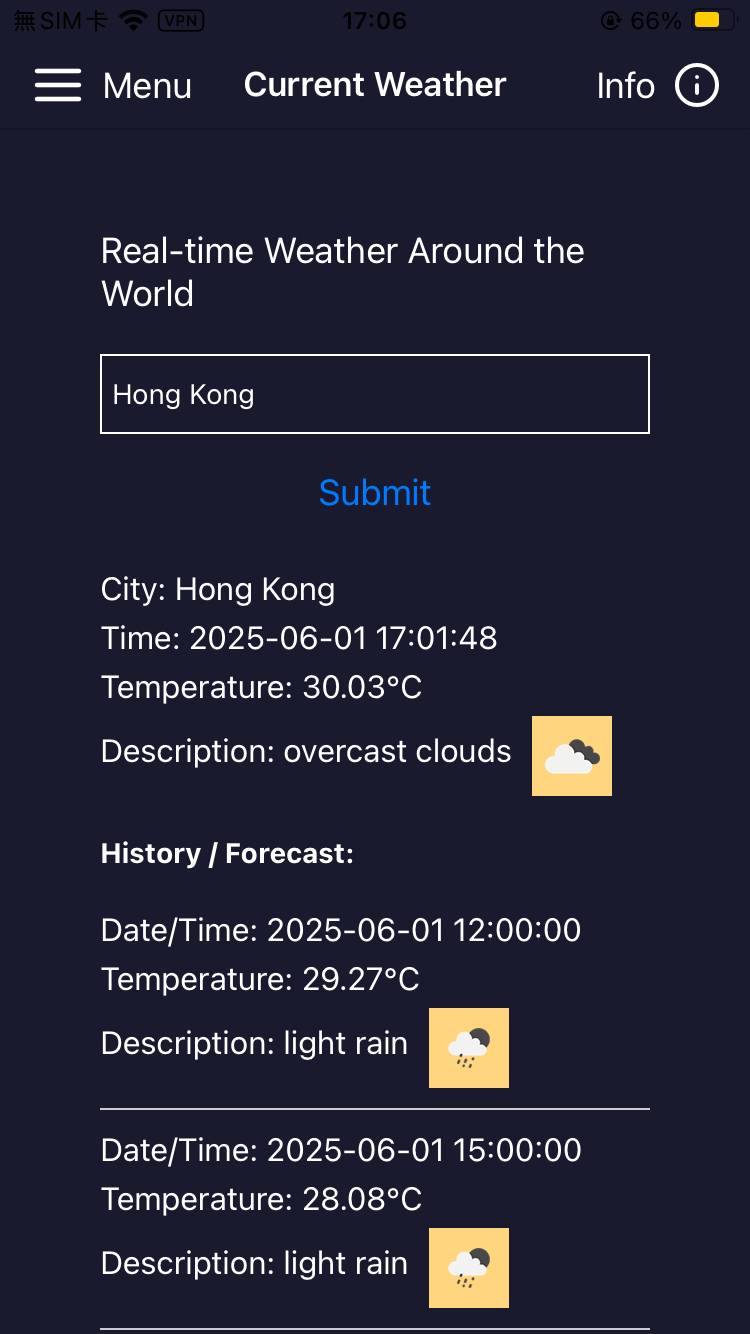 無SIM卡 VPN 17:06 66%
Menu Current Weather Info
Real-time Weather Around the
World
Hong Kong
Submit
City: Hong Kong
Time: 2025-06-01 17:01:48
Temperature: 30.03°C
Description: overcast clouds
History / Forecast:
Date/Time: 2025-06-01 12:00:00
Temperature: 29.27°C
Description: light rain
Date/Time: 2025-06-01 15:00:00
Temperature: 28.08°C
Description: light rain